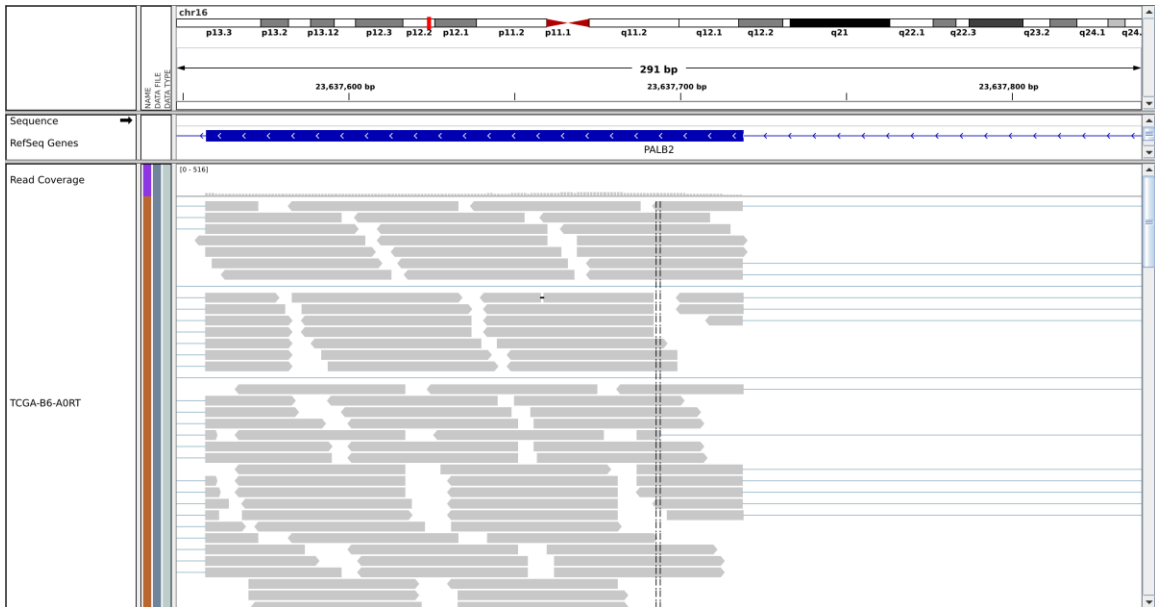 chr16
p13.3 p13.2 p13.12 p12.3 p12.2 p12.1 p11.2 p11.1 q11.2 q12.1 q12.2 q21 q22.1 q22.3 q23.2 q24.1 q24.
291 bp
23,637,600 bp 23,637,700 bp 23,637,800 bp
NAME
DATA FILE
DATA TYPE
Sequence
RefSeq Genes
PALB2
[0 - 516]
Read Coverage
TCGA-B6-A0RT